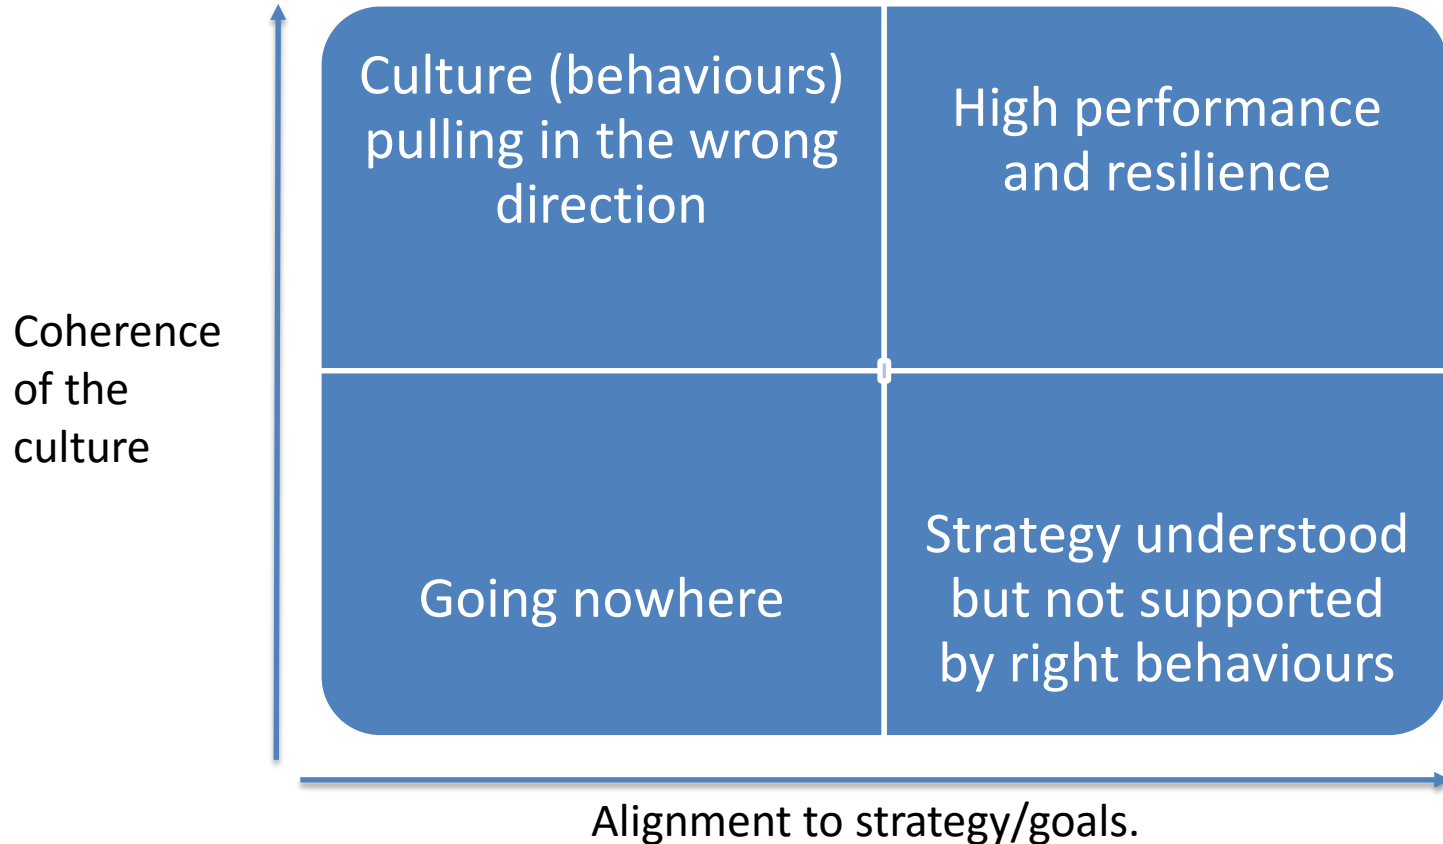 Culture (behaviours)
pulling in the wrong
direction
High performance
and resilience
Coherence
of the
culture
Going nowhere
Strategy understood
but not supported
by right behaviours
Alignment to strategy/goals.